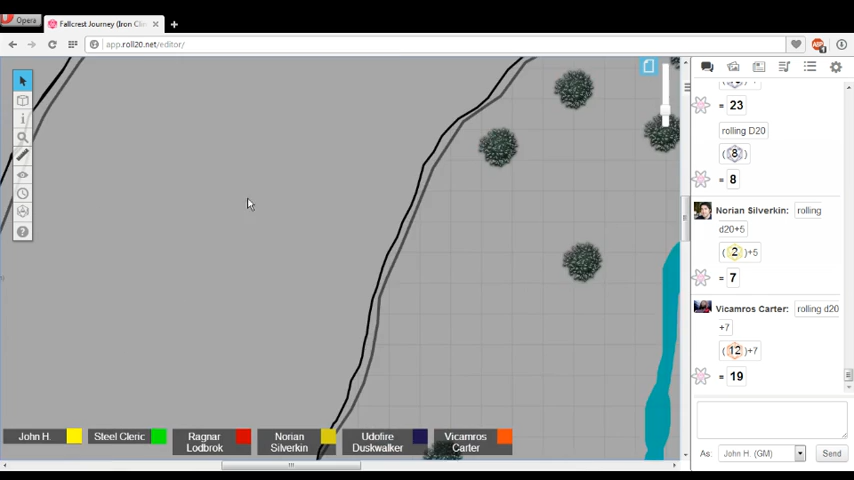 Opera
Fallcrest Journey (Iron Cli
app.roll20.net/editor/
= 23
rolling D20
(8)
= 8
Norian Silverkin: rolling
d20+5
(2)+5
= 7
Vicamros Carter: rolling d20
+7
(12)+7
= 19
John H.
Steel Cleric
Ragnar
Lodbrok
Norian
Silverkin
Udofire
Duskwalker
Vicamros
Carter
As: John H. (GM)
Send